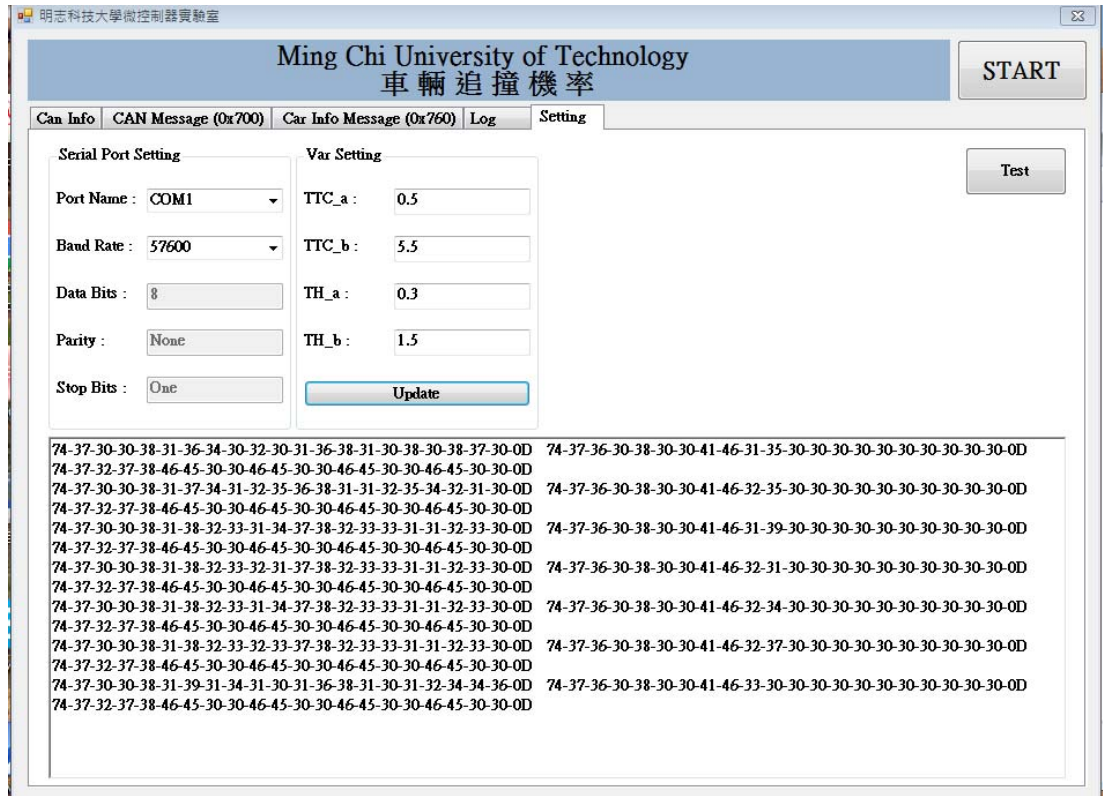 明志科技大學微控制器實驗室
Ming Chi University of Technology
車輛追撞機率
START
Can Info CAN Message (0x700) Car Info Message (0x760) Log Setting
Serial Port Setting
Port Name : COM1
Baud Rate : 57600
Data Bits : 8
Parity : None
Stop Bits : One
Var Setting
TTC_a : 0.5
TTC_b : 5.5
TH_a : 0.3
TH_b : 1.5
Update
Test
74-37-30-30-38-31-36-34-30-32-30-31-36-38-31-30-38-30-38-37-30-0D 74-37-36-30-38-30-30-41-46-31-35-30-30-30-30-30-30-30-30-30-30-0D
74-37-32-37-38-46-45-30-30-46-45-30-30-46-45-30-30-46-45-30-30-0D
74-37-30-30-38-31-37-34-31-32-35-36-38-31-31-32-35-34-32-31-30-0D 74-37-36-30-38-30-30-41-46-32-35-30-30-30-30-30-30-30-30-30-30-0D
74-37-32-37-38-46-45-30-30-46-45-30-30-46-45-30-30-46-45-30-30-0D
74-37-30-30-38-31-38-32-33-31-34-37-38-32-33-33-31-31-32-33-30-0D 74-37-36-30-38-30-30-41-46-31-39-30-30-30-30-30-30-30-30-30-30-0D
74-37-32-37-38-46-45-30-30-46-45-30-30-46-45-30-30-46-45-30-30-0D
74-37-30-30-38-31-38-32-33-32-31-37-38-32-33-33-31-31-32-33-30-0D 74-37-36-30-38-30-30-41-46-32-31-30-30-30-30-30-30-30-30-30-30-0D
74-37-32-37-38-46-45-30-30-46-45-30-30-46-45-30-30-46-45-30-30-0D
74-37-30-30-38-31-38-32-33-31-34-37-38-32-33-33-31-31-32-33-30-0D 74-37-36-30-38-30-30-41-46-32-34-30-30-30-30-30-30-30-30-30-30-0D
74-37-32-37-38-46-45-30-30-46-45-30-30-46-45-30-30-46-45-30-30-0D
74-37-30-30-38-31-38-32-33-32-33-37-38-32-33-33-31-31-32-33-30-0D 74-37-36-30-38-30-30-41-46-32-37-30-30-30-30-30-30-30-30-30-30-0D
74-37-32-37-38-46-45-30-30-46-45-30-30-46-45-30-30-46-45-30-30-0D
74-37-30-30-38-31-39-31-34-31-30-31-36-38-31-30-31-32-34-34-36-0D 74-37-36-30-38-30-30-41-46-33-30-30-30-30-30-30-30-30-30-30-30-0D
74-37-32-37-38-46-45-30-30-46-45-30-30-46-45-30-30-46-45-30-30-0D